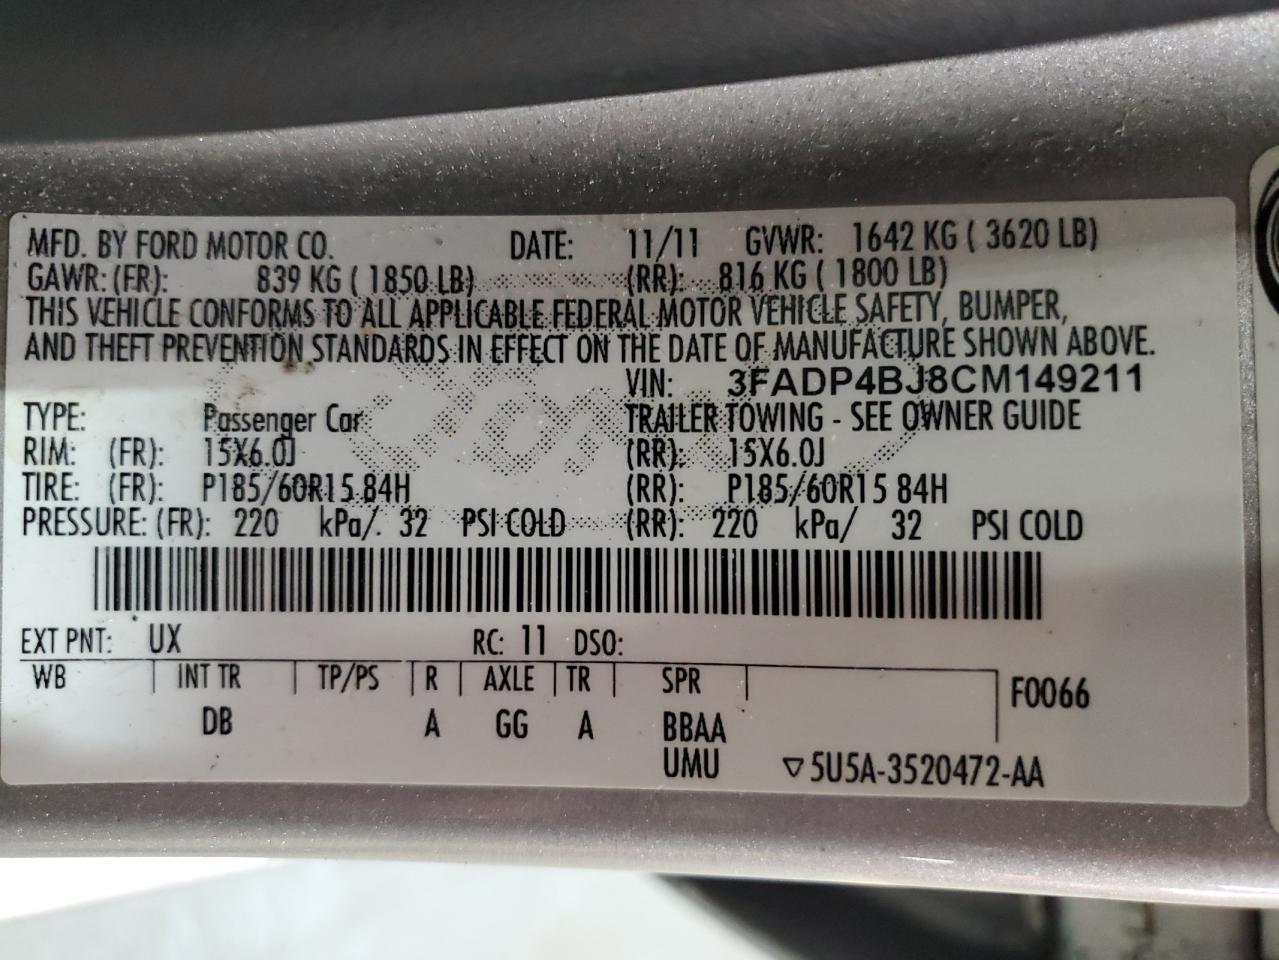 MFD. BY FORD MOTOR CO. DATE: 11/11 GVWR: 1642 KG ( 3620 LB)
GAWR: (FR): 839 KG ( 1850 LB) (RR): 816 KG ( 1800 LB)
THIS VEHICLE CONFORMS TO ALL APPLICABLE FEDERAL MOTOR VEHICLE SAFETY, BUMPER,
AND THEFT PREVENTION STANDARDS IN EFFECT ON THE DATE OF MANUFACTURE SHOWN ABOVE.
VIN: 3FADP4BJ8CM149211
TYPE: Passenger Car TRAILER TOWING - SEE OWNER GUIDE
RIM: (FR): 15X6.0J (RR): 15X6.0J
TIRE: (FR): P185/60R15 84H (RR): P185/60R15 84H
PRESSURE: (FR): 220 kPa/. 32 PSI COLD (RR): 220 kPa/ 32 PSI COLD
EXT PNT: UX RC: 11 DSO:
WB INT TR TP/PS R AXLE TR SPR F0066
DB A GG A BBAA
UMU ▽5U5A-3520472-AA